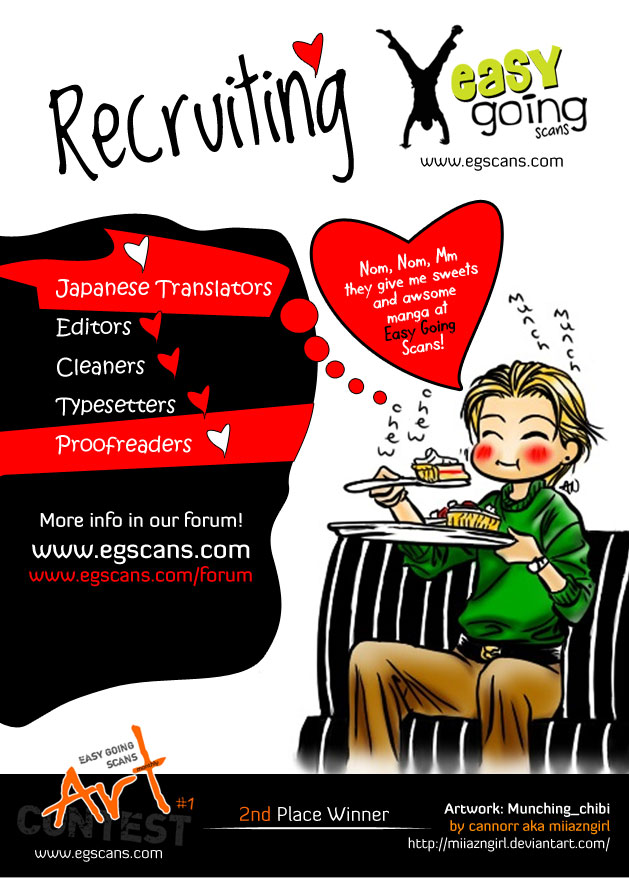 Recruiting
easy
going
scans
www.egscans.com
Japanese Translators
Editors
Cleaners
Typesetters
Proofreaders
More info in our forum!
www.egscans.com
www.egscans.com/forum
Nom, Nom, Mm
they give me sweets
and awsome
manga at
Easy Going
Scans!
munch
munch
chew
chew
EASY GOING
SCANS
monthly
Art
#1
CONTEST
www.egscans.com
2nd Place Winner
Artwork: Munching_chibi
by cannorr aka miiazngirl
http://miiazngirl.deviantart.com/